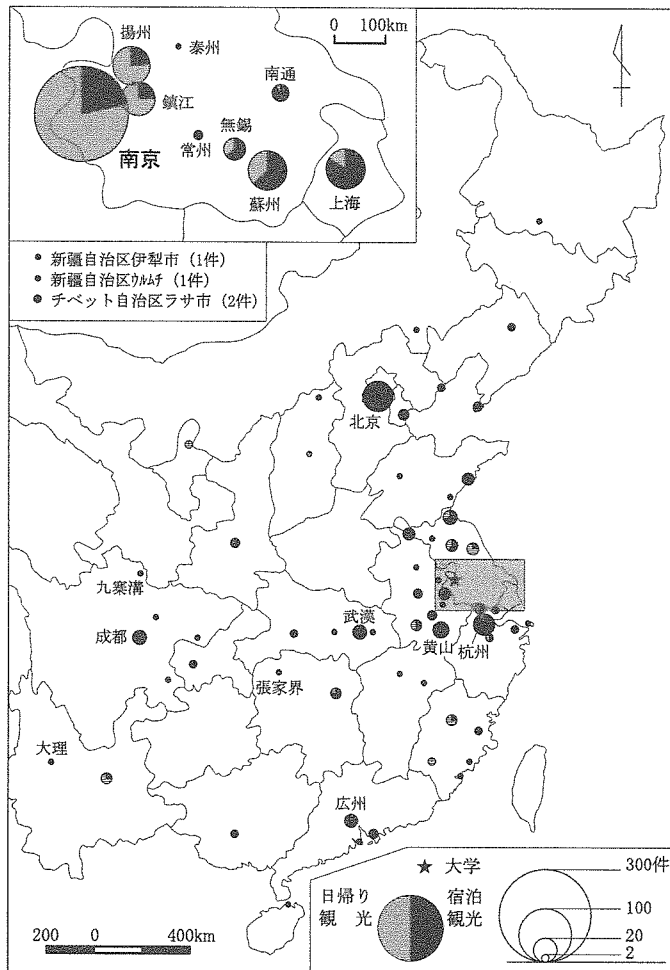 揚州
泰州
0 100km
南通
鎮江
無錫
常州
南京
蘇州
上海
新疆自治区伊犁市 (1件)
新疆自治区ウルムチ (1件)
チベット自治区ラサ市 (2件)
北京
九寨溝
成都
武漢
黄山
杭州
張家界
大理
広州
大学
日帰り
観光
宿泊
観光
300件
100
20
2
200 0 400km